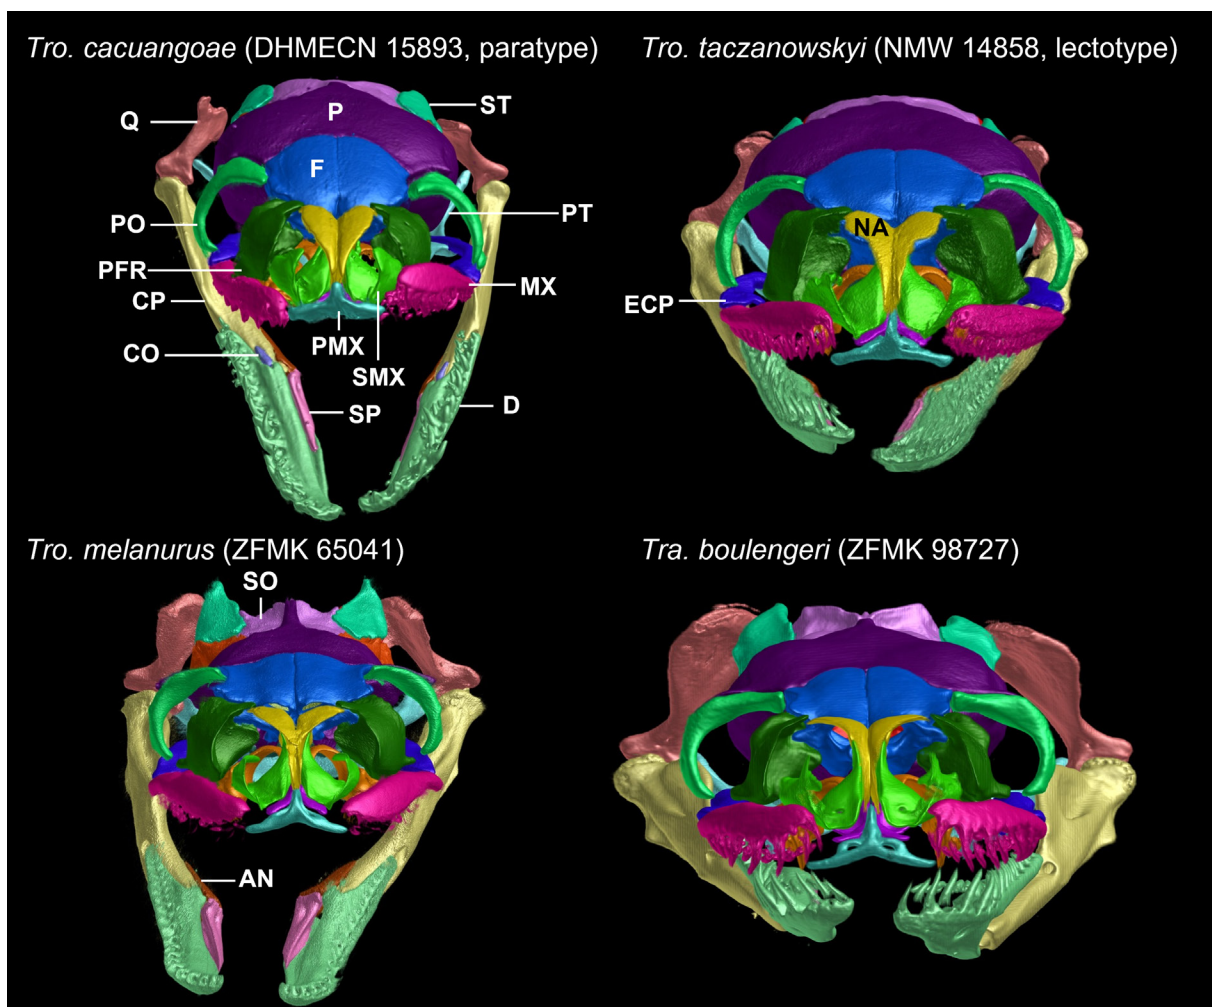 Tro. cacuangoae (DHMECN 15893, paratype)
Tro. taczanowskyi (NMW 14858, lectotype)
ST
Q
P
F
PO
PT
NA
PFR
CP
MX
ECP
PMX
CO
SMX
SP
D
Tro. melanurus (ZFMK 65041)
Tra. boulengeri (ZFMK 98727)
SO
AN